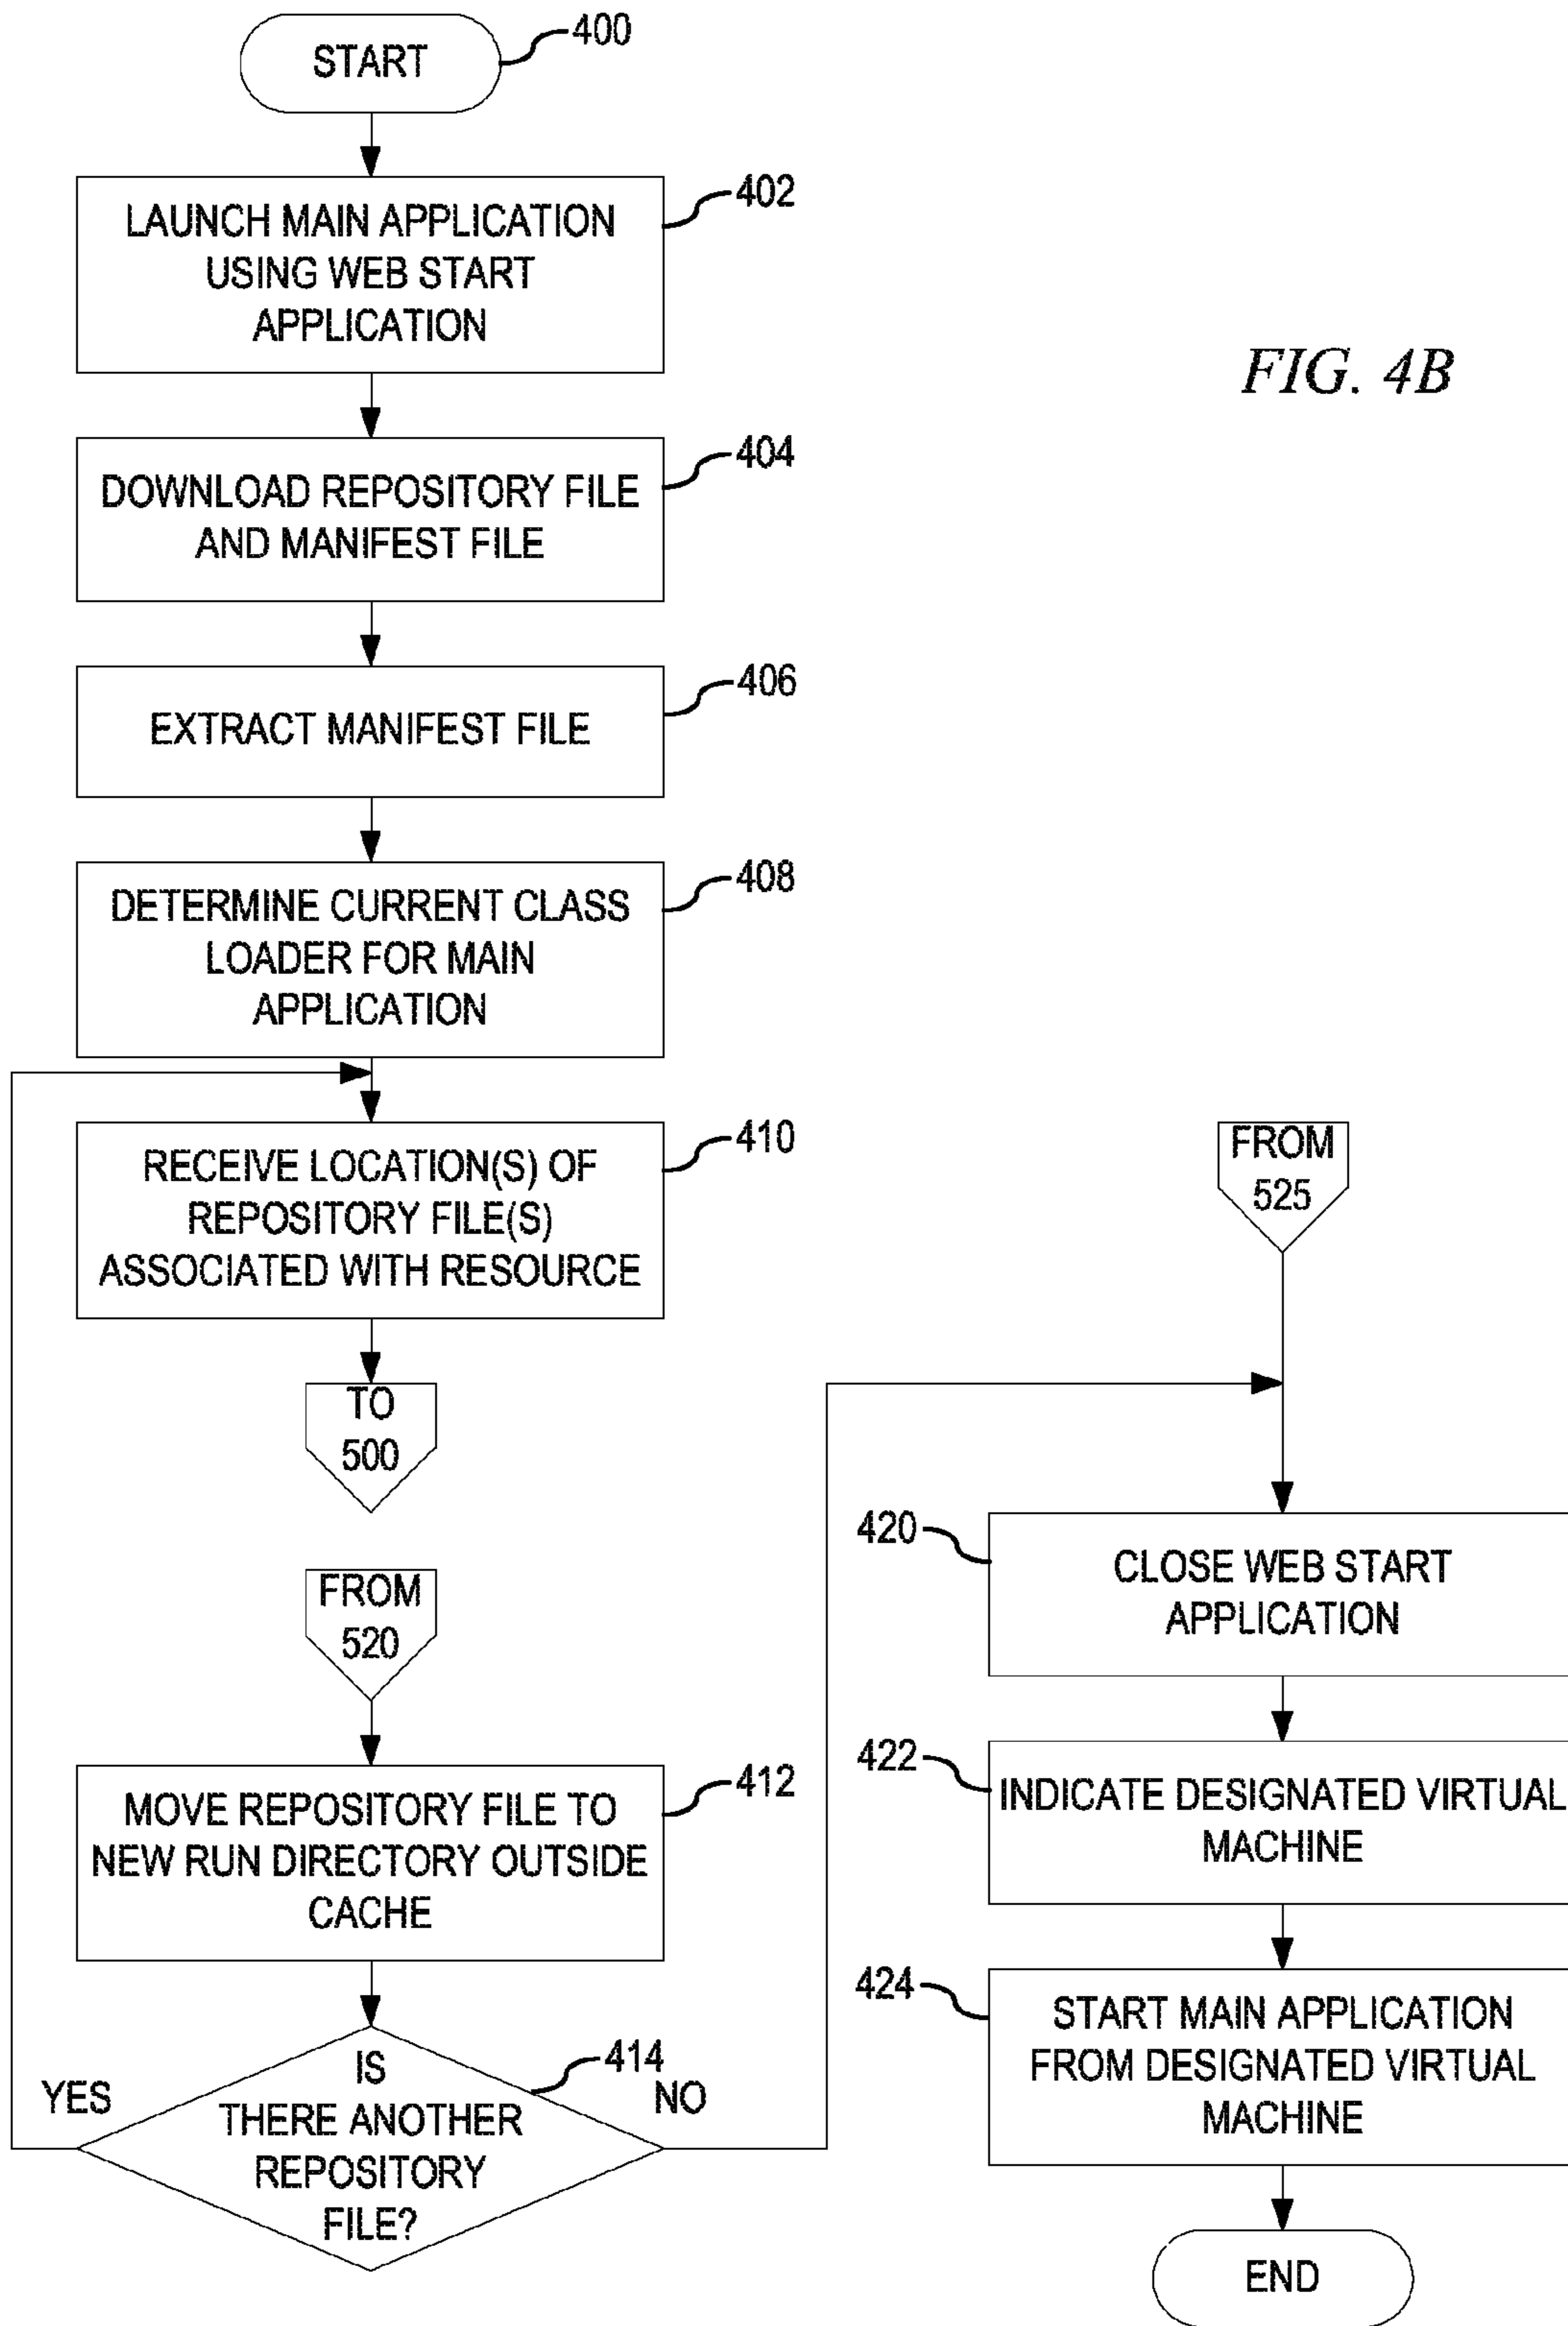 START
400
LAUNCH MAIN APPLICATION
USING WEB START
APPLICATION
402
DOWNLOAD REPOSITORY FILE
AND MANIFEST FILE
404
EXTRACT MANIFEST FILE
406
DETERMINE CURRENT CLASS
LOADER FOR MAIN
APPLICATION
408
RECEIVE LOCATION(S) OF
REPOSITORY FILE(S)
ASSOCIATED WITH RESOURCE
410
TO
500
FROM
520
MOVE REPOSITORY FILE TO
NEW RUN DIRECTORY OUTSIDE
CACHE
412
IS
THERE ANOTHER
REPOSITORY
FILE?
414
YES
NO
FIG. 4B
FROM
525
420
CLOSE WEB START
APPLICATION
422
INDICATE DESIGNATED VIRTUAL
MACHINE
424
START MAIN APPLICATION
FROM DESIGNATED VIRTUAL
MACHINE
END